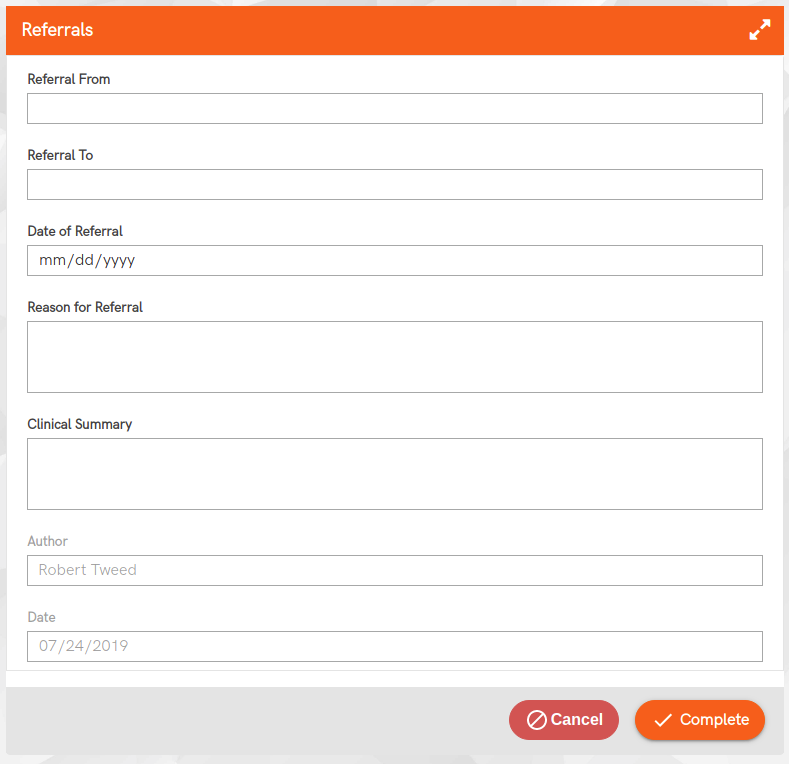 Referrals
Referral From
Referral To
Date of Referral
mm/dd/yyyy
Reason for Referral
Clinical Summary
Author
Robert Tweed
Date
07/24/2019
Cancel
Complete